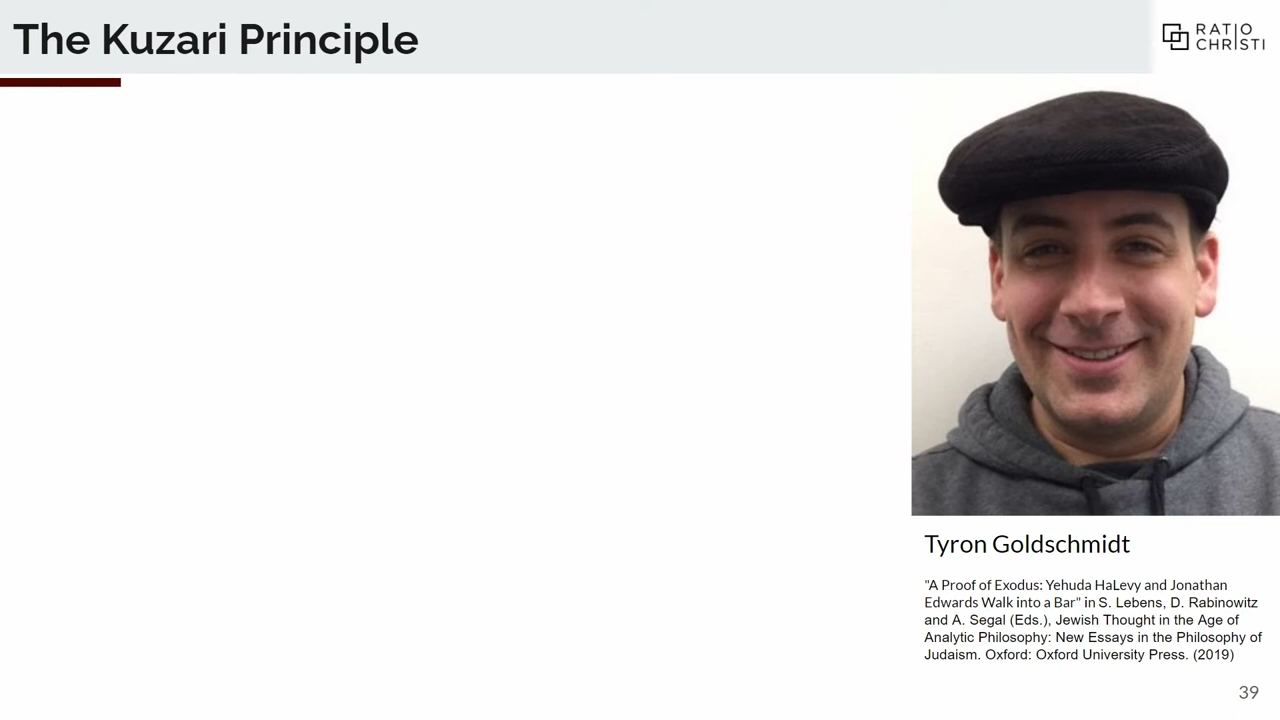 The Kuzari Principle
RATIO
CHRISTI
Tyron Goldschmidt
"A Proof of Exodus: Yehuda HaLevy and Jonathan
Edwards Walk into a Bar" in S. Lebens, D. Rabinowitz
and A. Segal (Eds.), Jewish Thought in the Age of
Analytic Philosophy: New Essays in the Philosophy of
Judaism. Oxford: Oxford University Press. (2019)
39